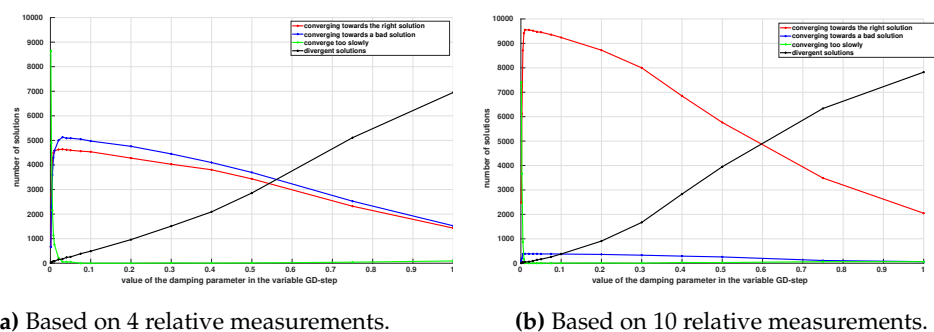 10000
9000
8000
7000
6000
5000
4000
3000
2000
1000
0
number of solutions
converging towards the right solution
converging towards a bad solution
converge too slowly
divergent solutions
0 0.1 0.2 0.3 0.4 0.5 0.6 0.7 0.8 0.9 1
value of the damping parameter in the variable GD-step
10000
9000
8000
7000
6000
5000
4000
3000
2000
1000
0
number of solutions
converging towards the right solution
converging towards a bad solution
converging too slowly
divergent solutions
0 0.1 0.2 0.3 0.4 0.5 0.6 0.7 0.8 0.9 1
value of the damping parameter in the variable GD-step
a) Based on 4 relative measurements.
(b) Based on 10 relative measurements.